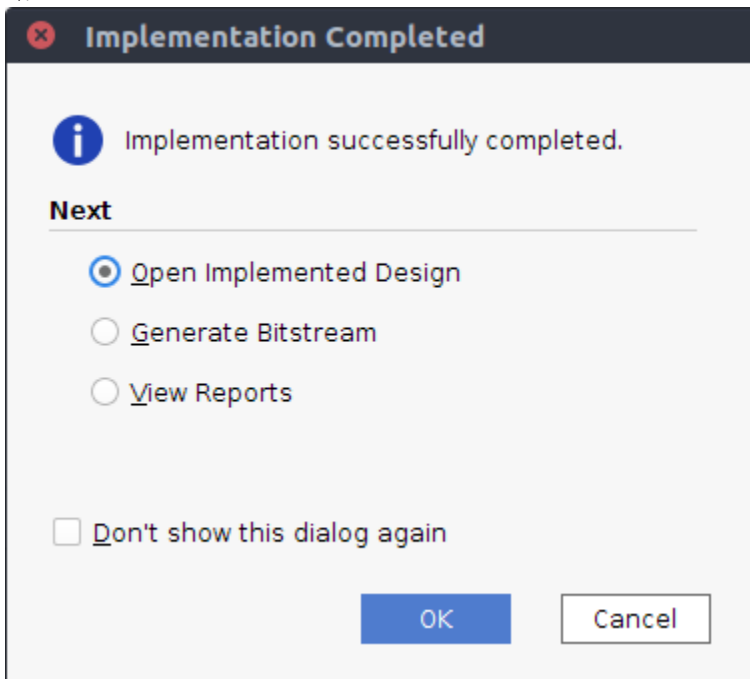 Implementation Completed
Implementation successfully completed.
Next
Open Implemented Design
Generate Bitstream
View Reports
Don't show this dialog again
OK
Cancel